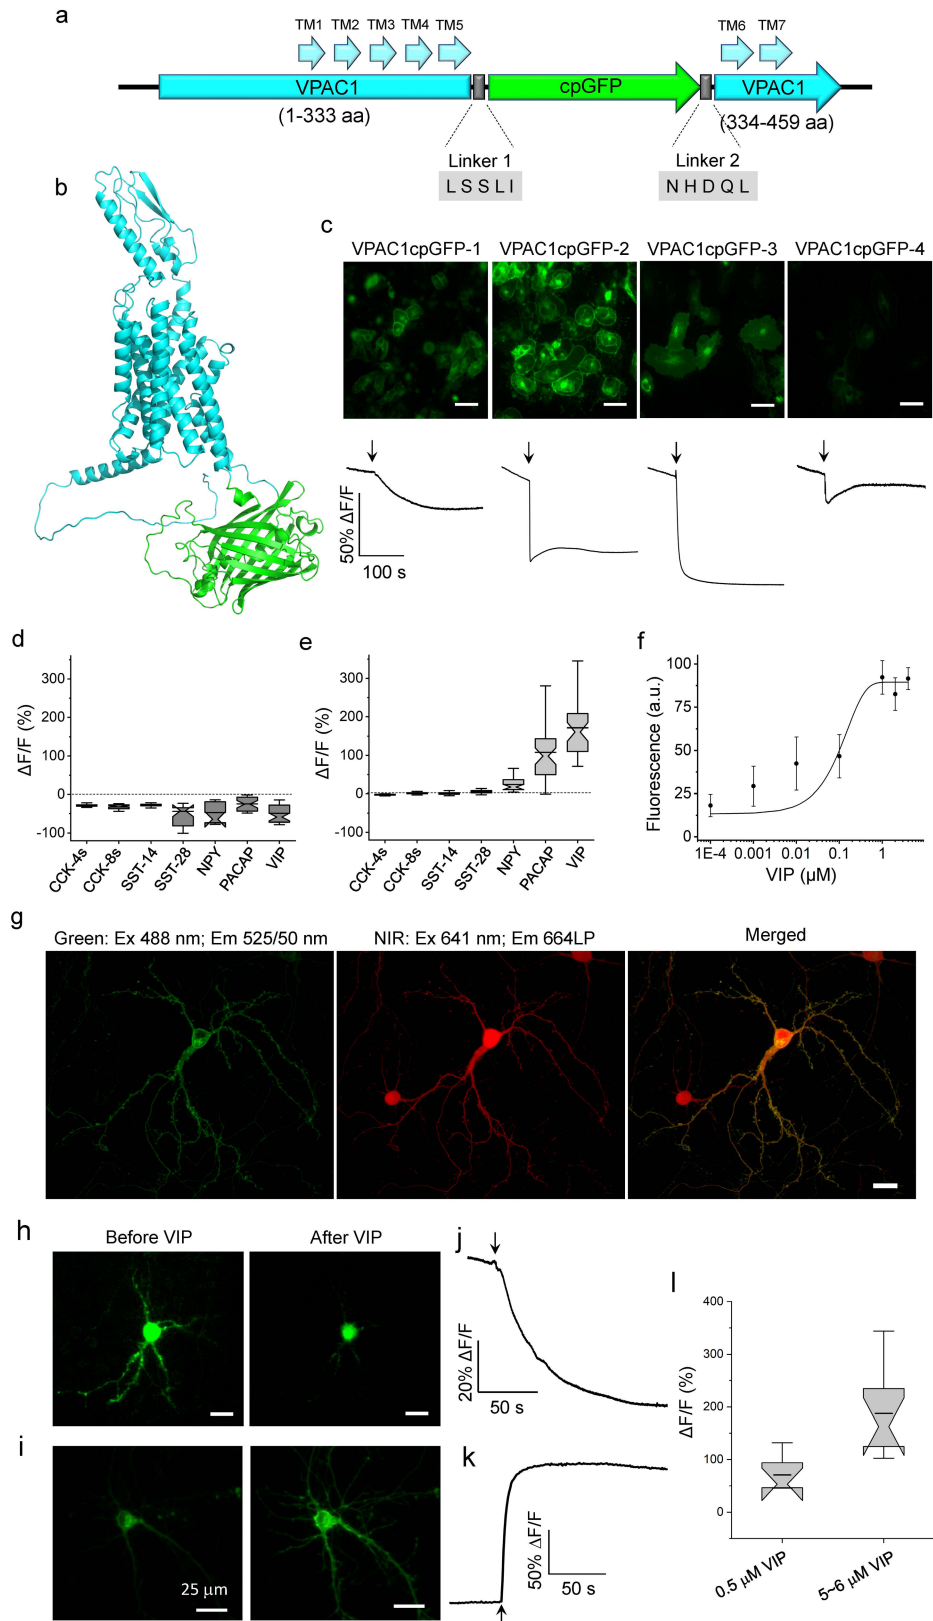 a
TM1 TM2 TM3 TM4 TM5 TM6 TM7
VPAC1 cpGFP VPAC1
(1-333 aa) (334-459 aa)
Linker 1 Linker 2
L S S L I N H D Q L
b
c
VPAC1cpGFP-1 VPAC1cpGFP-2 VPAC1cpGFP-3 VPAC1cpGFP-4
50% ΔF/F
100 s
d
ΔF/F (%)
300
200
100
0
-100
CCK-4s CCK-8s SST-14 SST-28 NPY PACAP VIP
e
ΔF/F (%)
300
200
100
0
-100
CCK-4s CCK-8s SST-14 SST-28 NPY PACAP VIP
f
Fluorescence (a.u.)
100
75
50
25
0
1E-4 0.001 0.01 0.1 1
VIP (µM)
g
Green: Ex 488 nm; Em 525/50 nm NIR: Ex 641 nm; Em 664LP Merged
h
Before VIP After VIP
i
25 µm
j
20% ΔF/F
50 s
k
50% ΔF/F
50 s
l
ΔF/F (%)
400
300
200
100
0
0.5 µM VIP 5~6 µM VIP